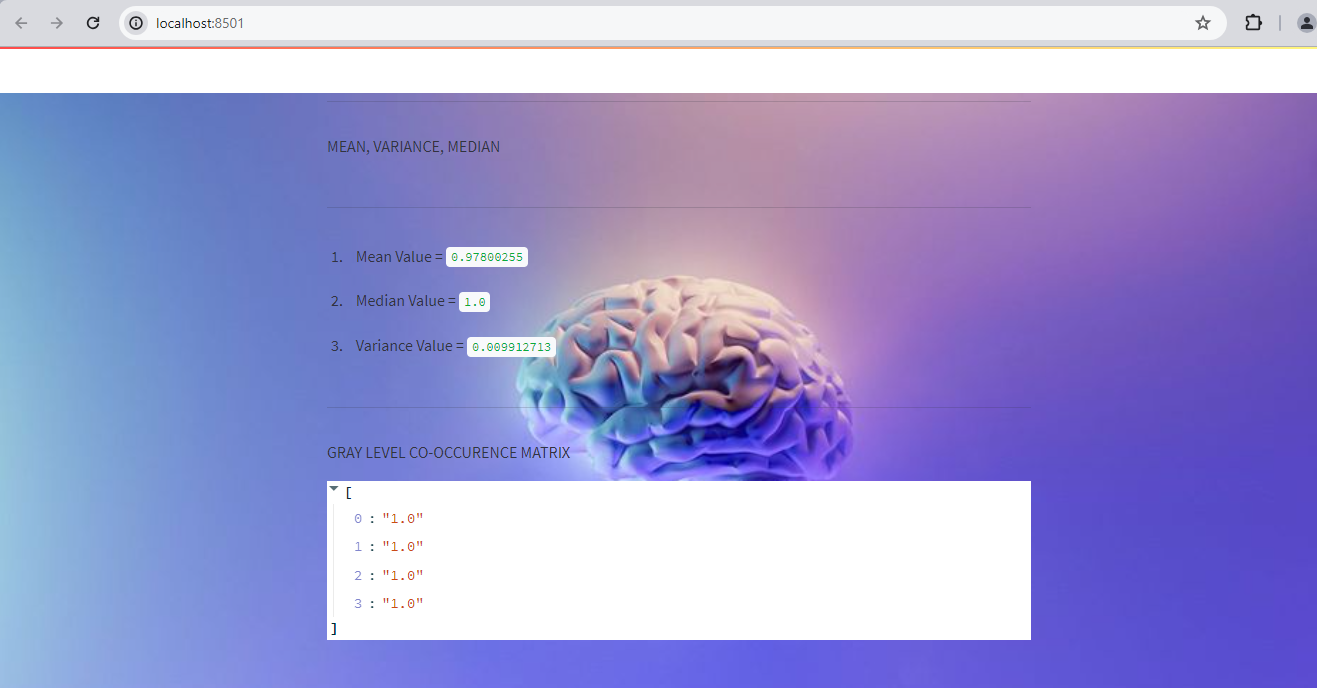 localhost:8501
MEAN, VARIANCE, MEDIAN
1. Mean Value = 0.97800255
2. Median Value = 1.0
3. Variance Value = 0.009912713
GRAY LEVEL CO-OCCURENCE MATRIX
[
0 : "1.0"
1 : "1.0"
2 : "1.0"
3 : "1.0"
]